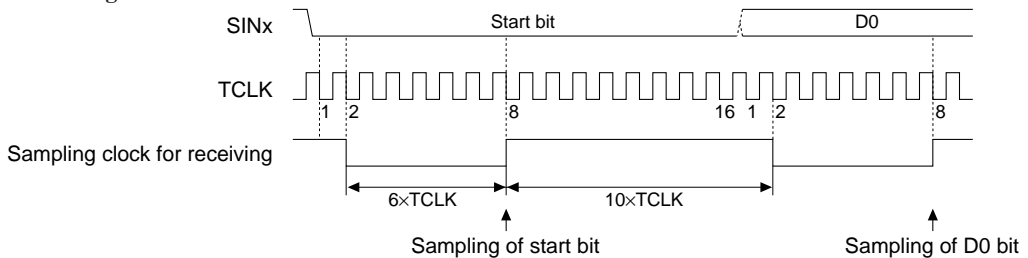 SINx Start bit D0
TCLK
1 2 8 16 1 2 8
Sampling clock for receiving
6×TCLK 10×TCLK
Sampling of start bit Sampling of D0 bit